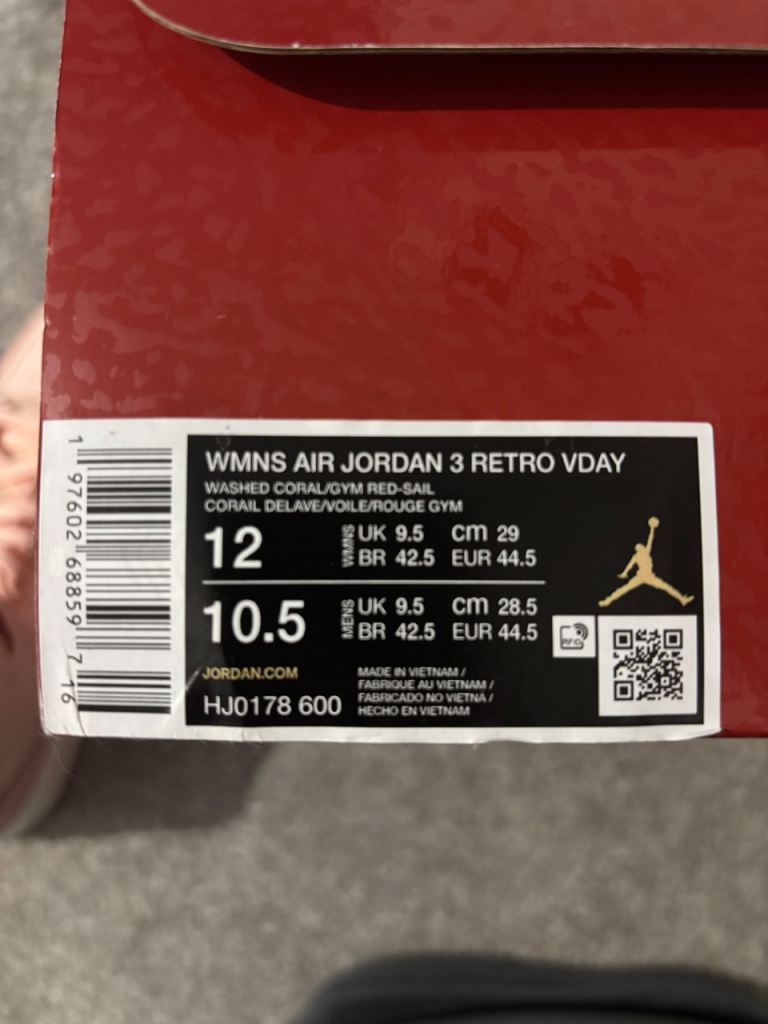 WMNS AIR JORDAN 3 RETRO VDAY
WASHED CORAL/GYM RED-SAIL
CORAIL DELAVE/VOILE/ROUGE GYM
12 WMNS UK 9.5 cm 29
BR 42.5 EUR 44.5
10.5 MENS UK 9.5 cm 28.5
BR 42.5 EUR 44.5
RFID
JORDAN.COM
HJ0178 600
MADE IN VIETNAM /
FABRIQUE AU VIETNAM /
FABRICADO NO VIETNA /
HECHO EN VIETNAM
1 97602 68859 7 16